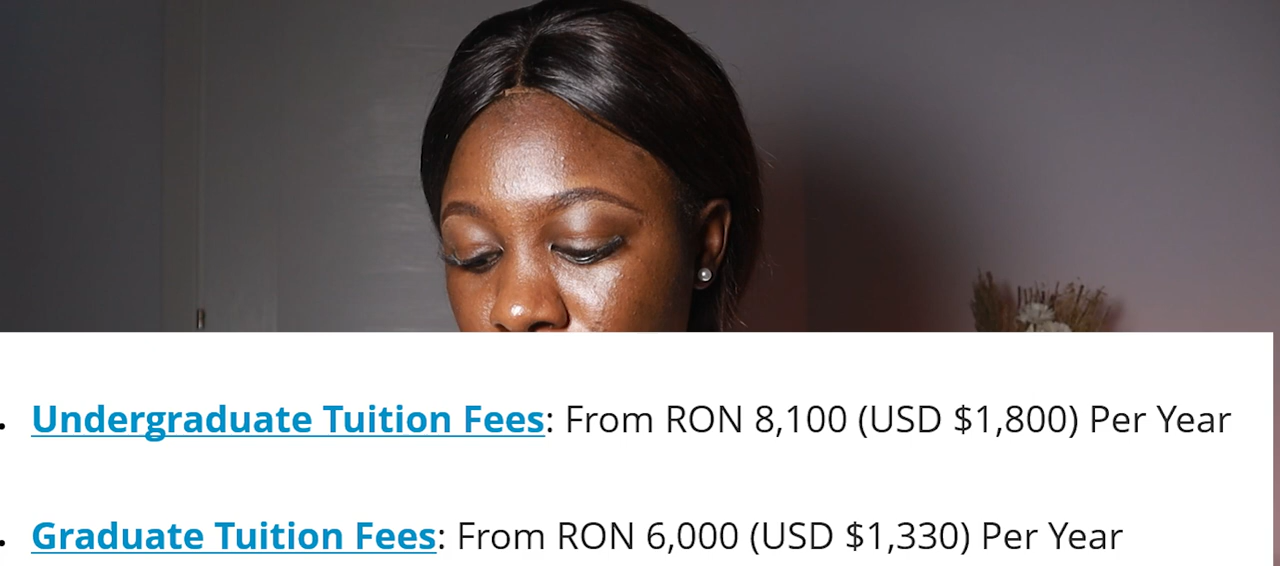 Undergraduate Tuition Fees: From RON 8,100 (USD $1,800) Per Year
Graduate Tuition Fees: From RON 6,000 (USD $1,330) Per Year